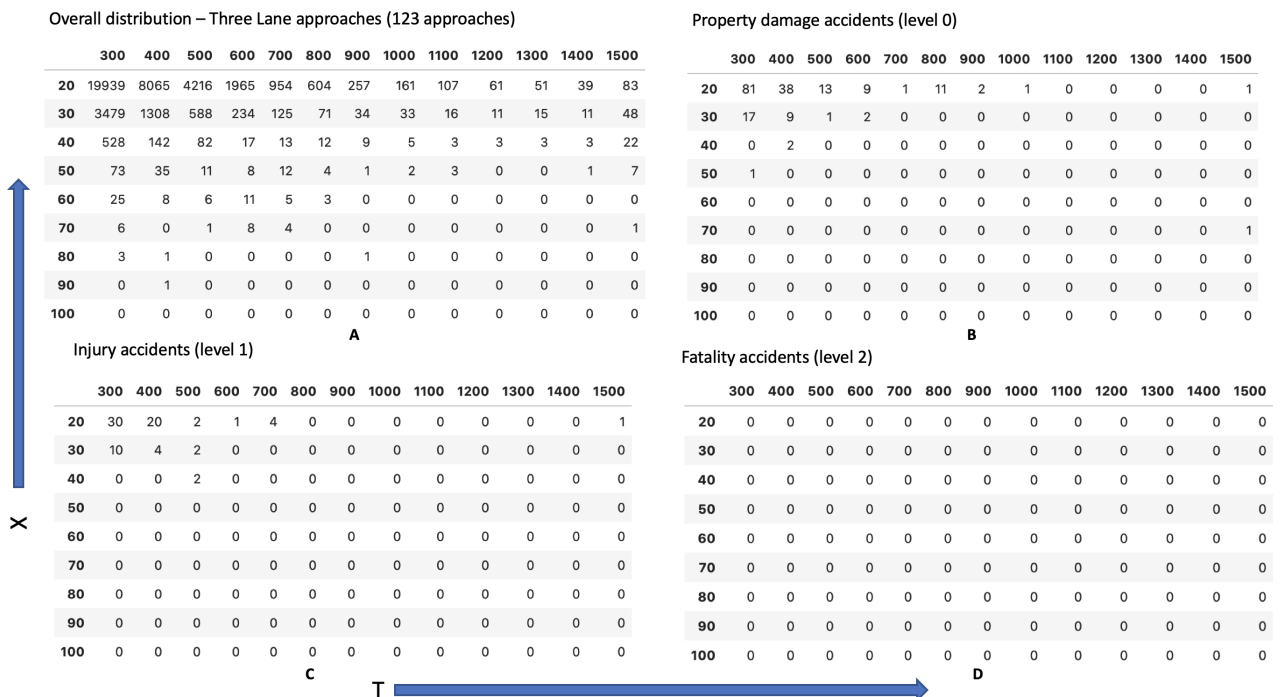 Overall distribution – Three Lane approaches (123 approaches)
300 400 500 600 700 800 900 1000 1100 1200 1300 1400 1500
20 19939 8065 4216 1965 954 604 257 161 107 61 51 39 83
30 3479 1308 588 234 125 71 34 33 16 11 15 11 48
40 528 142 82 17 13 12 9 5 3 3 3 3 22
50 73 35 11 8 12 4 1 2 3 0 0 1 7
60 25 8 6 11 5 3 0 0 0 0 0 0 0
70 6 0 1 8 4 0 0 0 0 0 0 0 1
80 3 1 0 0 0 0 1 0 0 0 0 0 0
90 0 1 0 0 0 0 0 0 0 0 0 0 0
100 0 0 0 0 0 0 0 0 0 0 0 0 0
A
Property damage accidents (level 0)
300 400 500 600 700 800 900 1000 1100 1200 1300 1400 1500
20 81 38 13 9 1 11 2 1 0 0 0 0 1
30 17 9 1 2 0 0 0 0 0 0 0 0 0
40 0 2 0 0 0 0 0 0 0 0 0 0 0
50 1 0 0 0 0 0 0 0 0 0 0 0 0
60 0 0 0 0 0 0 0 0 0 0 0 0 0
70 0 0 0 0 0 0 0 0 0 0 0 0 1
80 0 0 0 0 0 0 0 0 0 0 0 0 0
90 0 0 0 0 0 0 0 0 0 0 0 0 0
100 0 0 0 0 0 0 0 0 0 0 0 0 0
B
Injury accidents (level 1)
300 400 500 600 700 800 900 1000 1100 1200 1300 1400 1500
20 30 20 2 1 4 0 0 0 0 0 0 0 1
30 10 4 2 0 0 0 0 0 0 0 0 0 0
40 0 0 2 0 0 0 0 0 0 0 0 0 0
50 0 0 0 0 0 0 0 0 0 0 0 0 0
60 0 0 0 0 0 0 0 0 0 0 0 0 0
70 0 0 0 0 0 0 0 0 0 0 0 0 0
80 0 0 0 0 0 0 0 0 0 0 0 0 0
90 0 0 0 0 0 0 0 0 0 0 0 0 0
100 0 0 0 0 0 0 0 0 0 0 0 0 0
C
Fatality accidents (level 2)
300 400 500 600 700 800 900 1000 1100 1200 1300 1400 1500
20 0 0 0 0 0 0 0 0 0 0 0 0 0
30 0 0 0 0 0 0 0 0 0 0 0 0 0
40 0 0 0 0 0 0 0 0 0 0 0 0 0
50 0 0 0 0 0 0 0 0 0 0 0 0 0
60 0 0 0 0 0 0 0 0 0 0 0 0 0
70 0 0 0 0 0 0 0 0 0 0 0 0 0
80 0 0 0 0 0 0 0 0 0 0 0 0 0
90 0 0 0 0 0 0 0 0 0 0 0 0 0
100 0 0 0 0 0 0 0 0 0 0 0 0 0
D
X
T